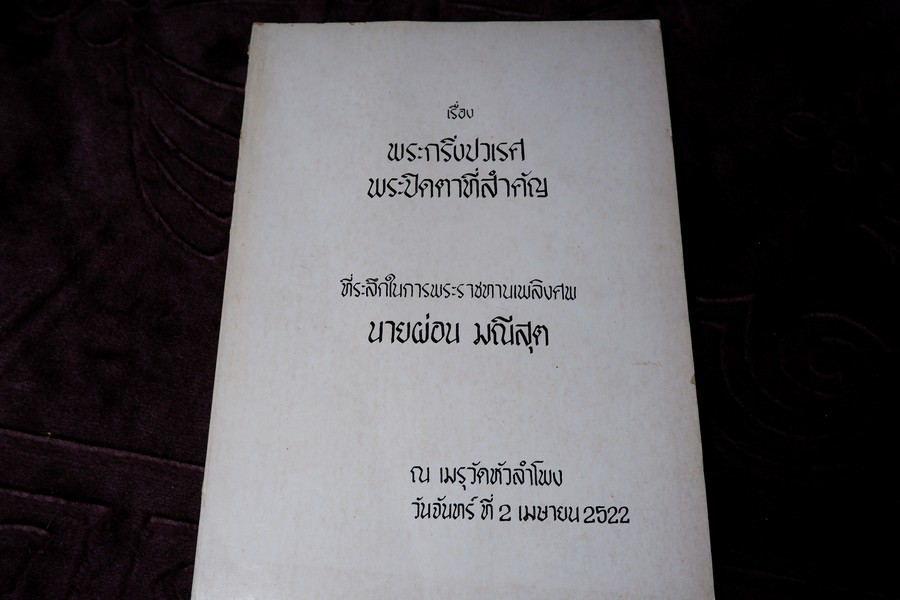 เรื่อง
พระกริ่งปวเรศ
พระปิดตาที่สำคัญ
ที่ระลึกในการพระราชทานเพลิงศพ
นายผ่อน มณีสุต
ณ เมรุวัดหัวลำโพง
วันจันทร์ ที่ 2 เมษายน 2522